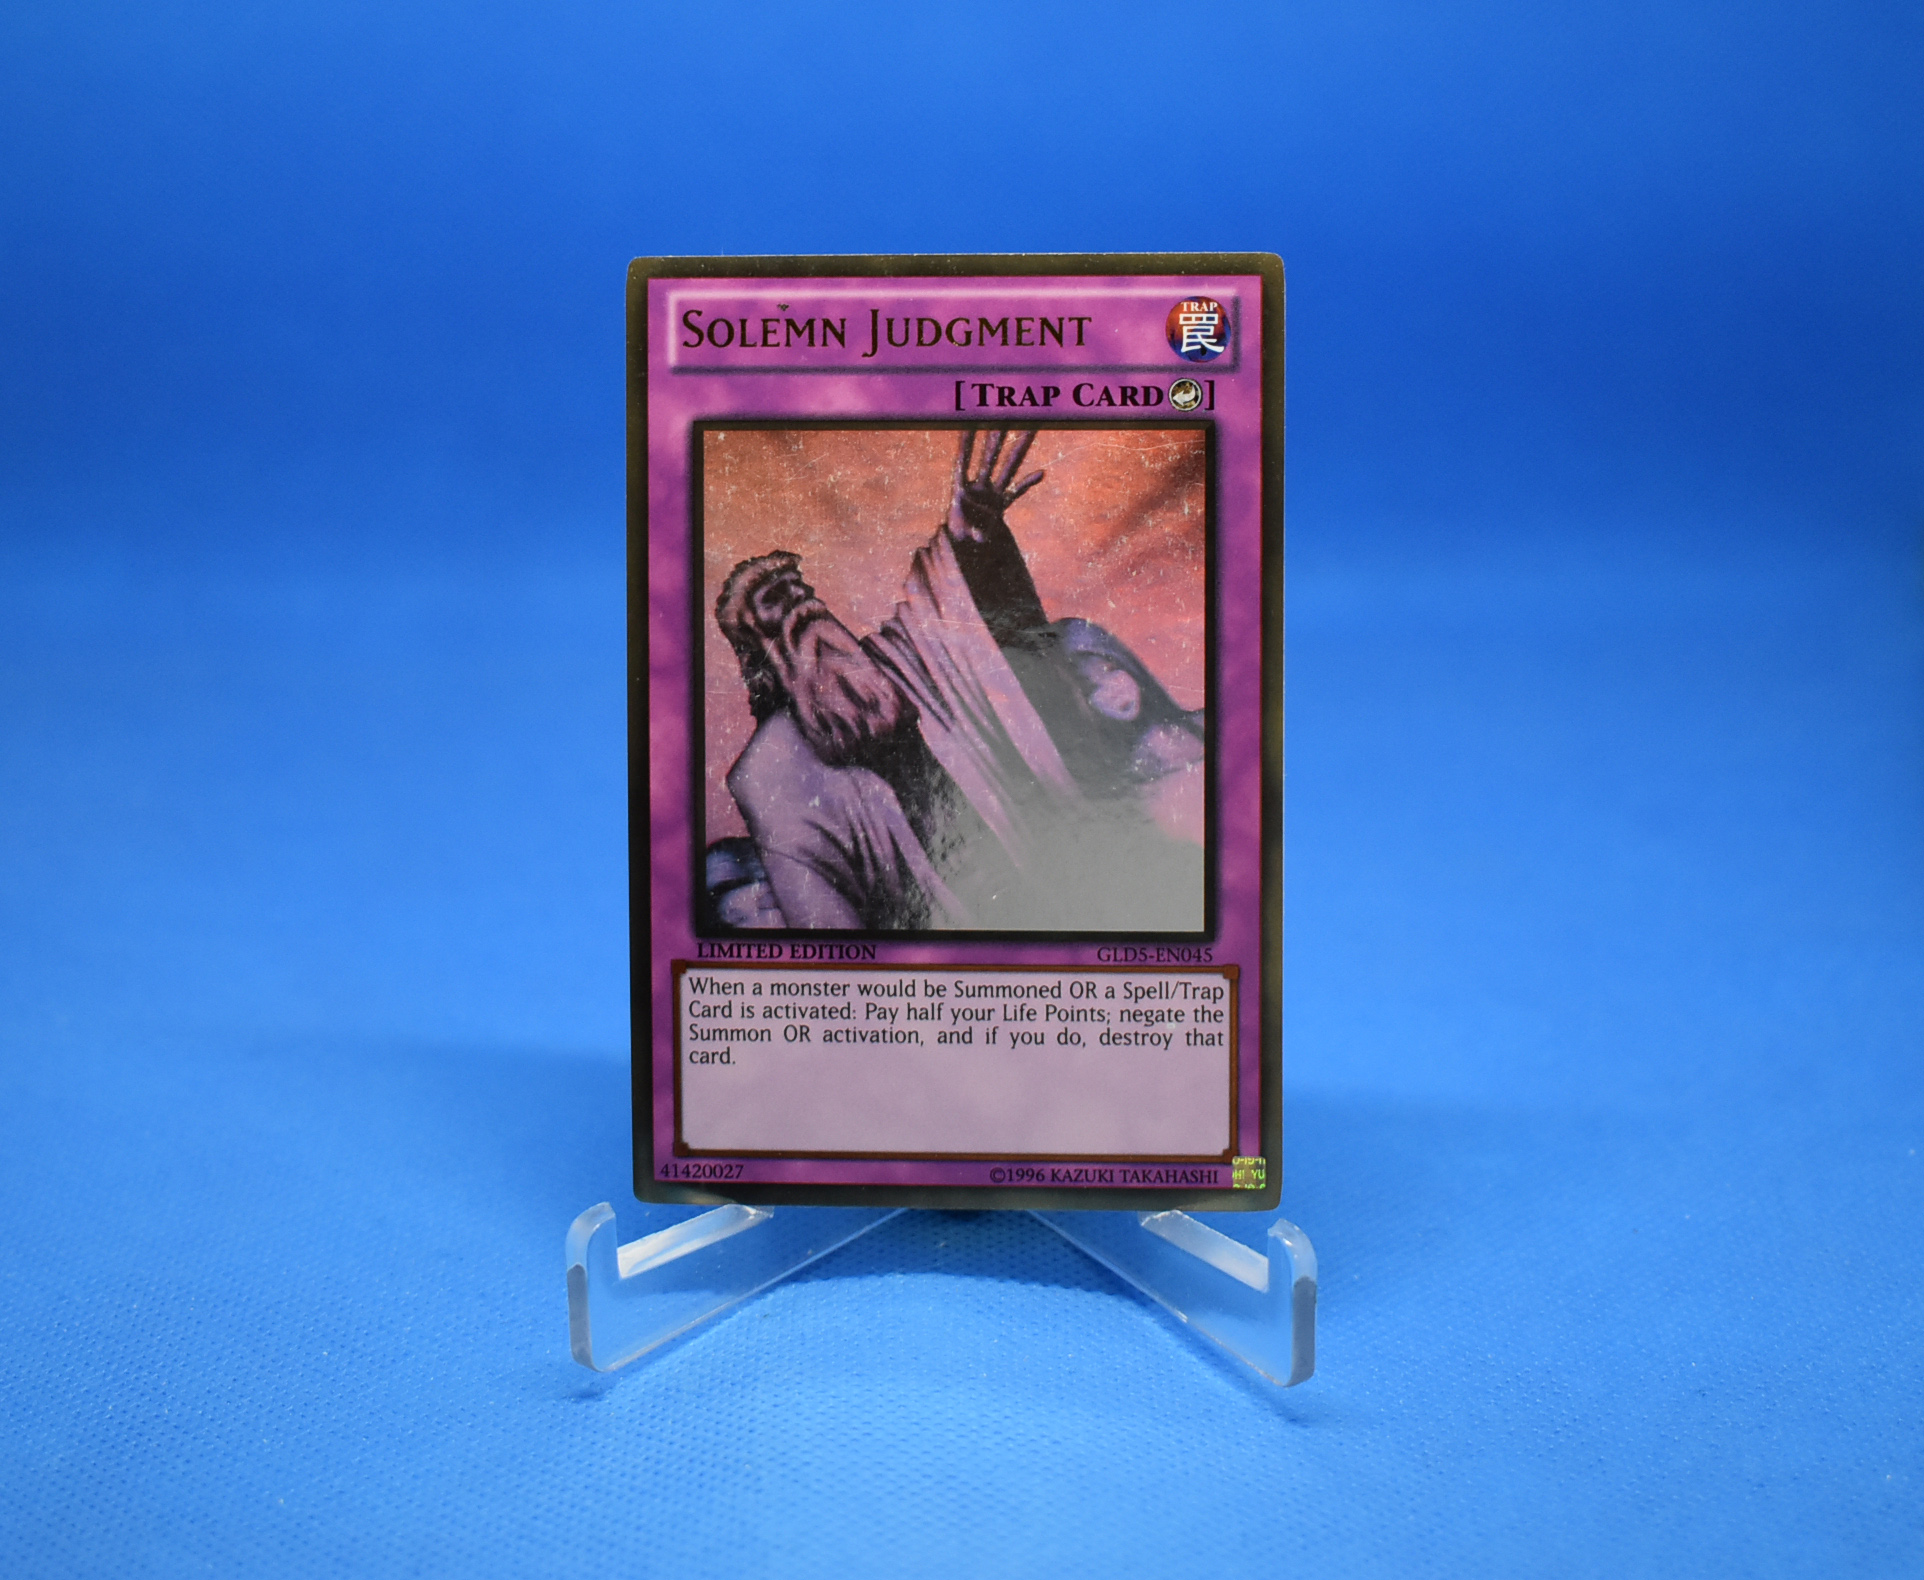 SOLEMN JUDGMENT
TRAP
罠
[TRAP CARD]
LIMITED EDITION
GLD5-EN045
When a monster would be Summoned OR a Spell/Trap
Card is activated: Pay half your Life Points; negate the
Summon OR activation, and if you do, destroy that
card.
41420027
©1996 KAZUKI TAKAHASHI